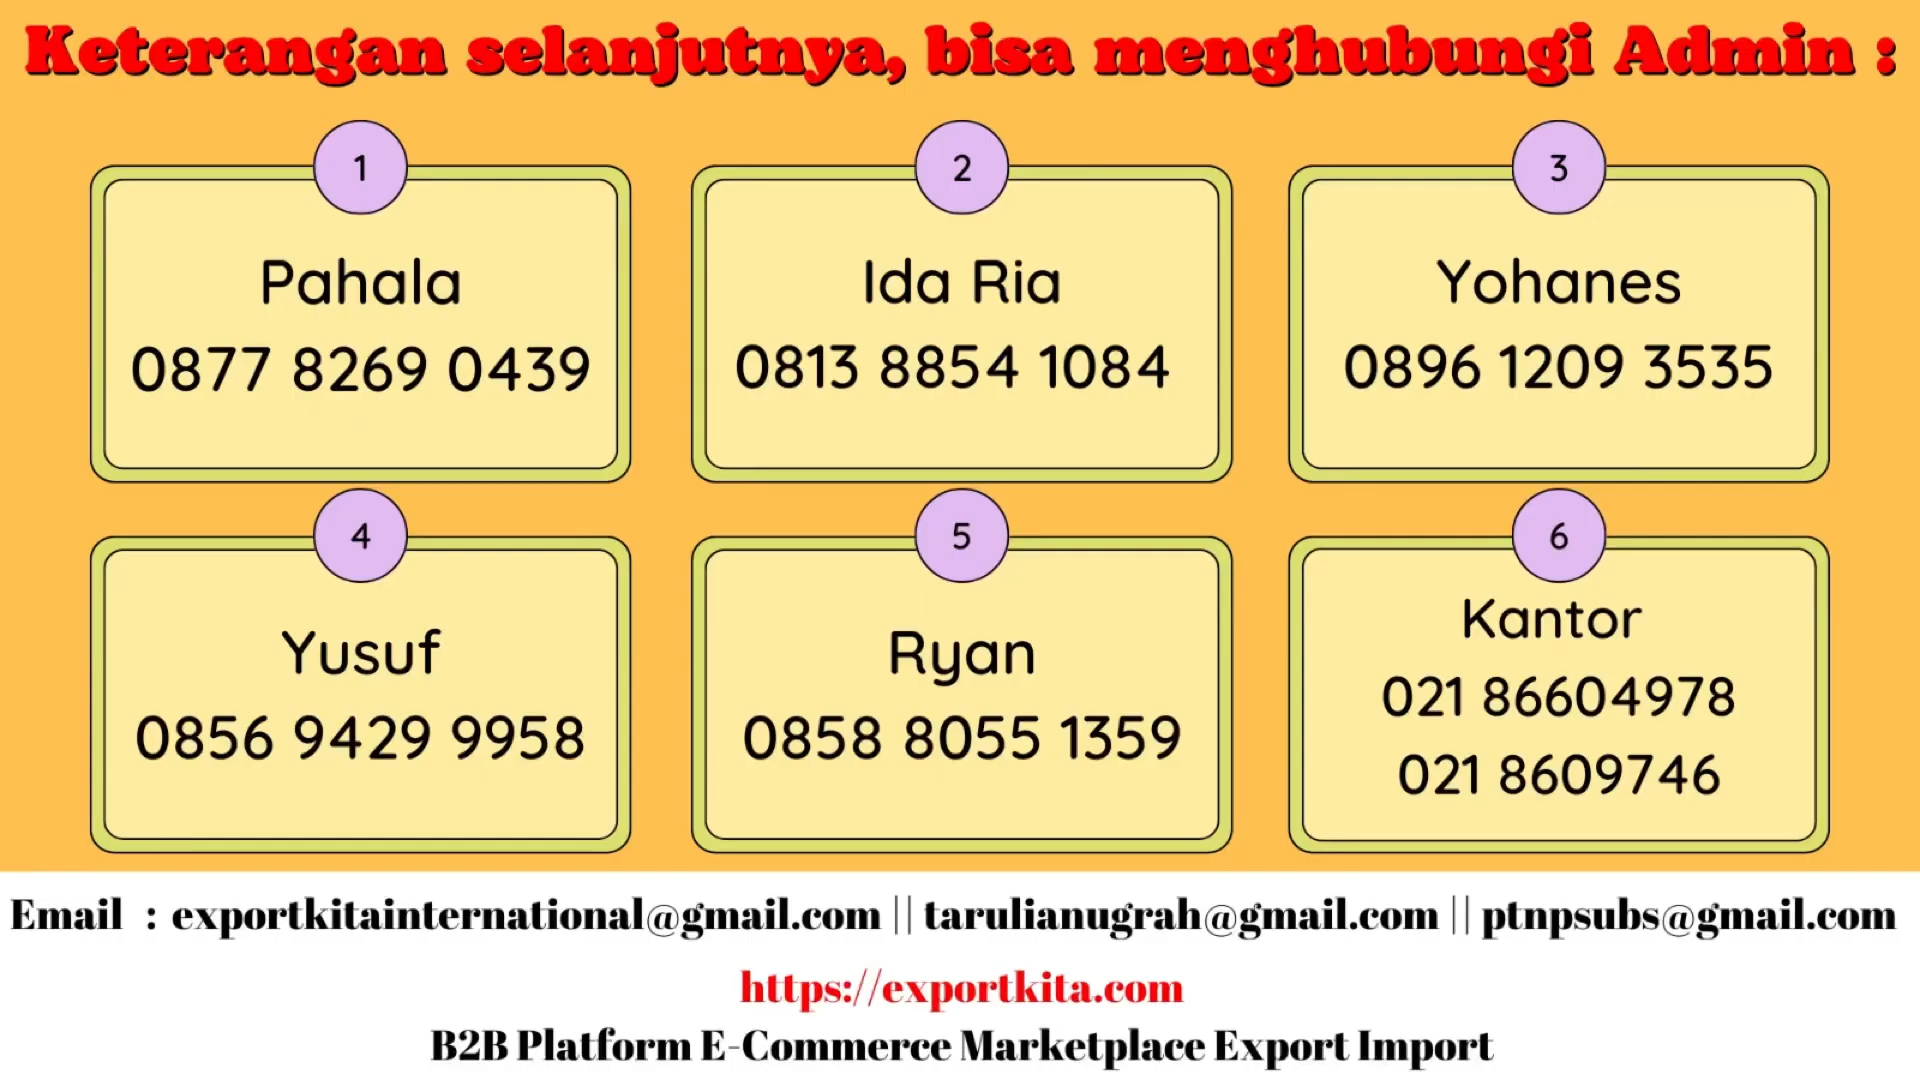 Keterangan selanjutnya, bisa menghubungi Admin :
1
Pahala
0877 8269 0439
2
Ida Ria
0813 8854 1084
3
Yohanes
0896 1209 3535
4
Yusuf
0856 9429 9958
5
Ryan
0858 8055 1359
6
Kantor
021 86604978
021 8609746
Email : exportkitainternational@gmail.com || tarulianugrah@gmail.com || ptnpsubs@gmail.com
https://exportkita.com
B2B Platform E-Commerce Marketplace Export Import